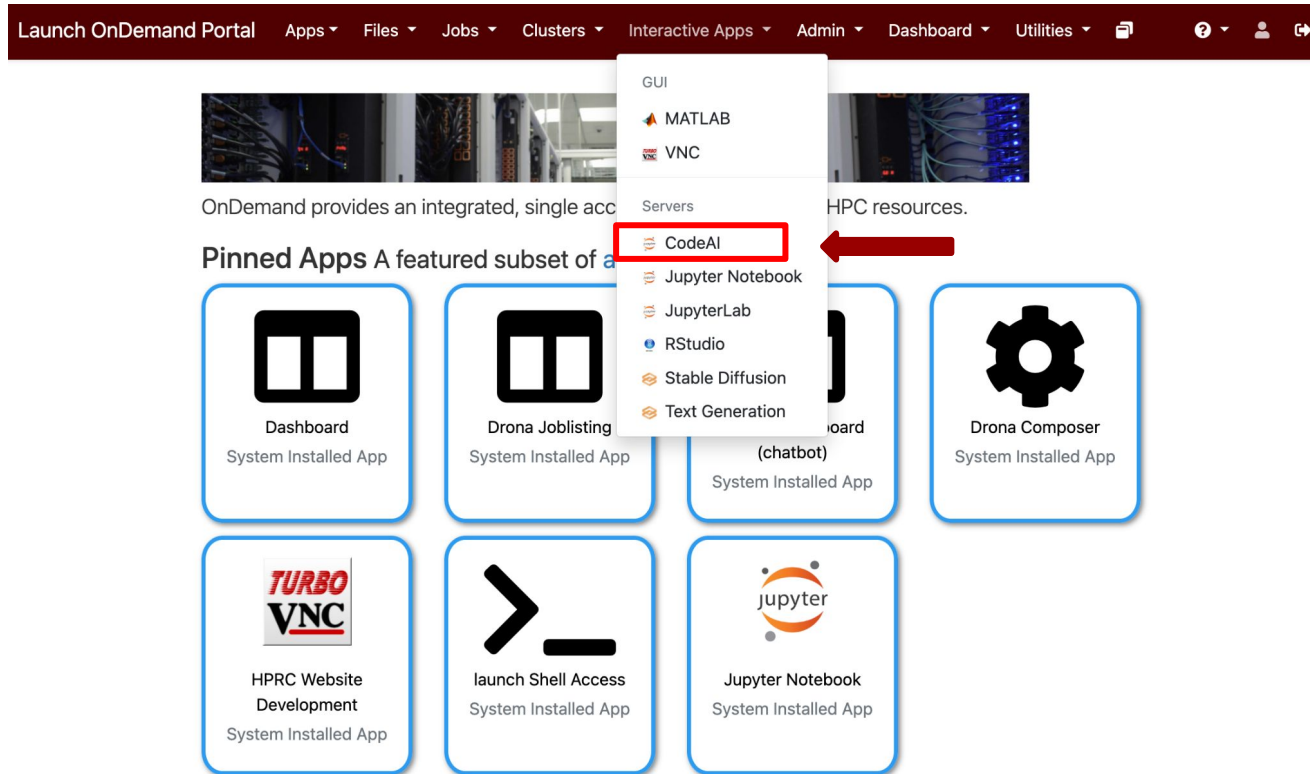 Launch OnDemand Portal Apps Files Jobs Clusters Interactive Apps Admin Dashboard Utilities
GUI
MATLAB
VNC
Servers
CodeAI
Jupyter Notebook
JupyterLab
RStudio
Stable Diffusion
Text Generation
OnDemand provides an integrated, single acc HPC resources.
Pinned Apps A featured subset of a
Dashboard
System Installed App
Drona Joblisting
System Installed App
oard
(chatbot)
System Installed App
Drona Composer
System Installed App
TURBO
VNC
HPRC Website
Development
System Installed App
launch Shell Access
System Installed App
Jupyter
Jupyter Notebook
System Installed App